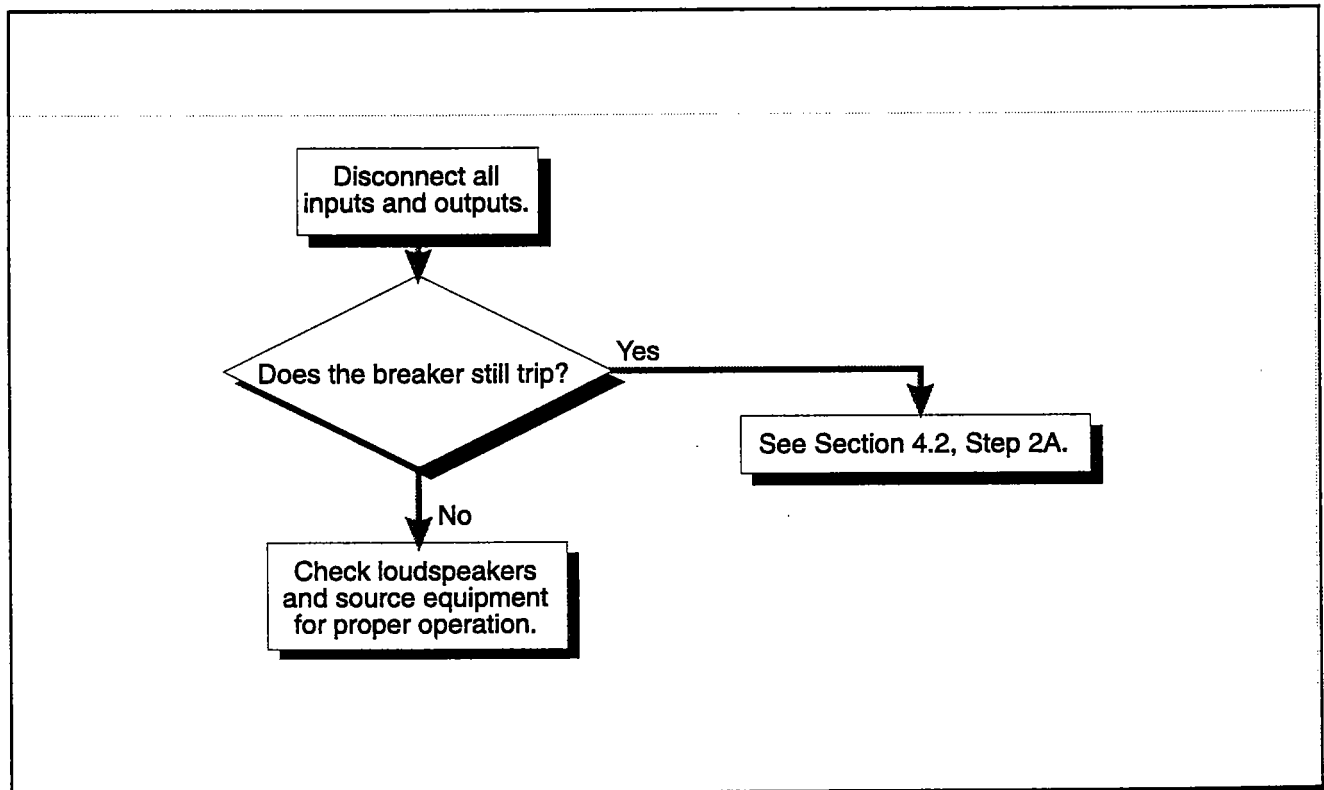 Disconnect all
inputs and outputs.
Does the breaker still trip?
Yes
See Section 4.2, Step 2A.
No
Check loudspeakers
and source equipment
for proper operation.